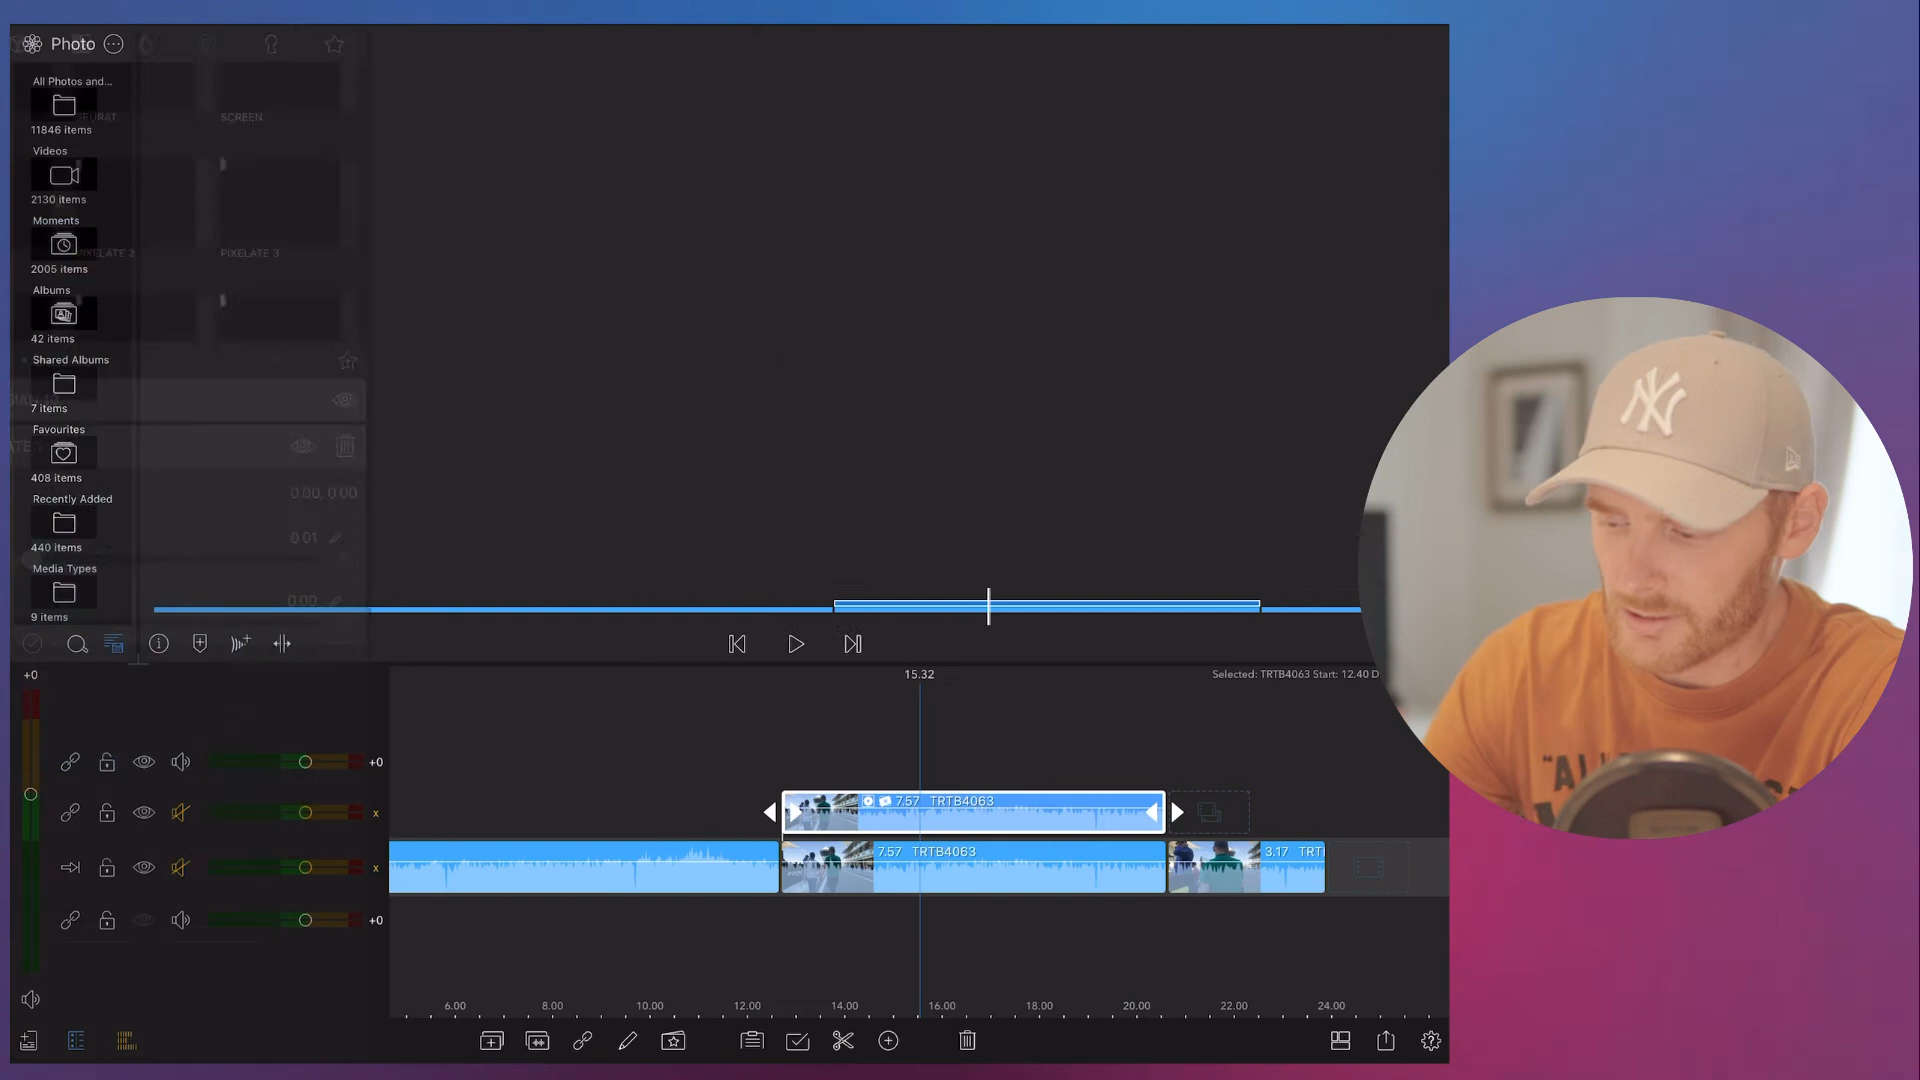 Photo
All Photos and...
11846 items
SCREEN
Videos
2130 items
Moments
PIXELATE 3
2005 items
Albums
42 items
Shared Albums
7 items
Favourites
408 items
0.00, 0.00
Recently Added
0.01
440 items
Media Types
0.00
9 items
+0
15.32
Selected: TRTB4063 Start: 12.40 D
+0
7.57 TRTB4063
x
7.57 TRTB4063
3.17 TRT
x
+0
6.00 8.00 10.00 12.00 14.00 16.00 18.00 20.00 22.00 24.00
NY
"AL